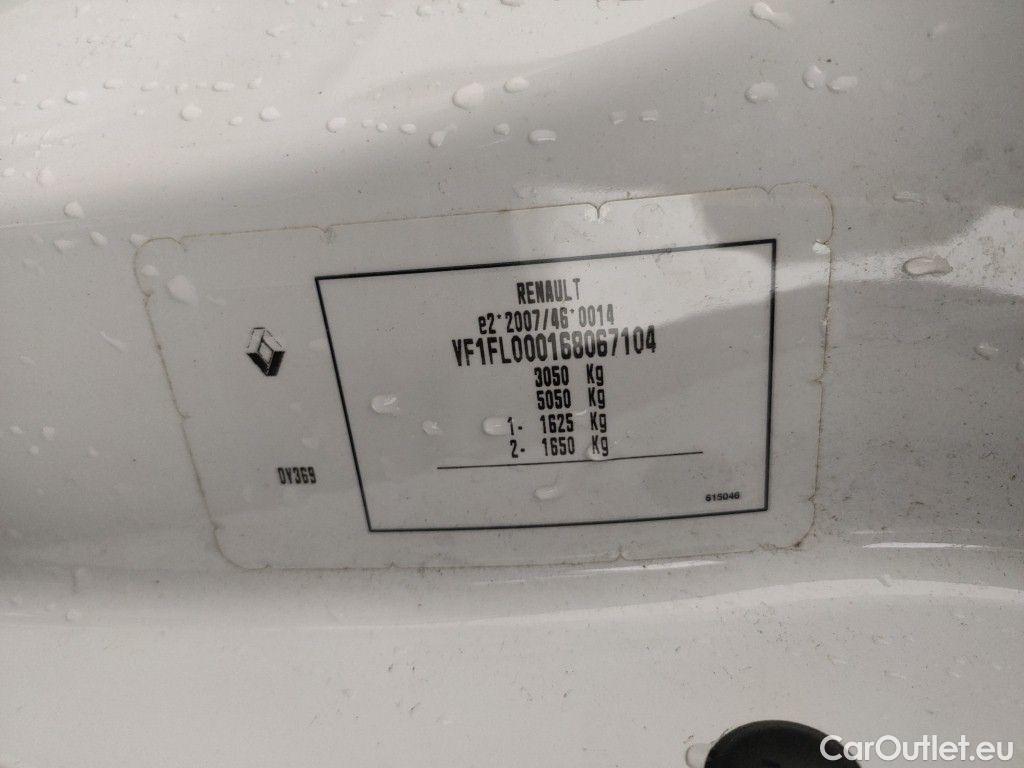 RENAULT
e2*2007/46*0014
VF1FL000168067104
3050 Kg
5050 Kg
1- 1625 Kg
2- 1650 Kg
0Y369
615046
CarOutlet.eu